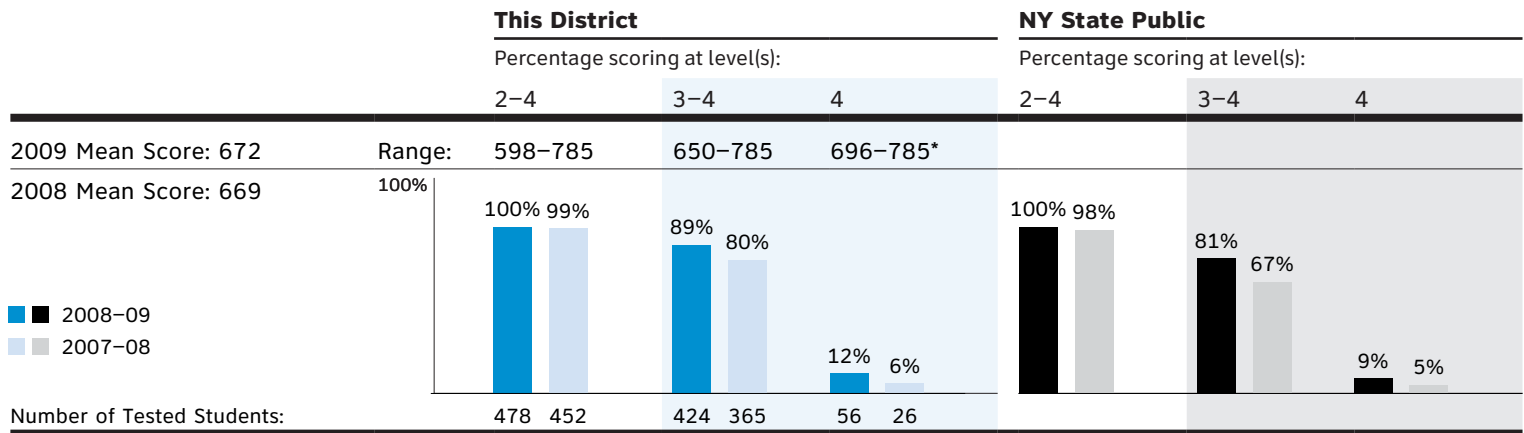 This District NY State Public
Percentage scoring at level(s): Percentage scoring at level(s):
2–4 3–4 4 2–4 3–4 4
2009 Mean Score: 672 Range: 598–785 650–785 696–785*
2008 Mean Score: 669 100%
100% 99% 89% 80% 12% 6% 100% 98% 81% 67% 9% 5%
2008–09
2007–08
Number of Tested Students: 478 452 424 365 56 26